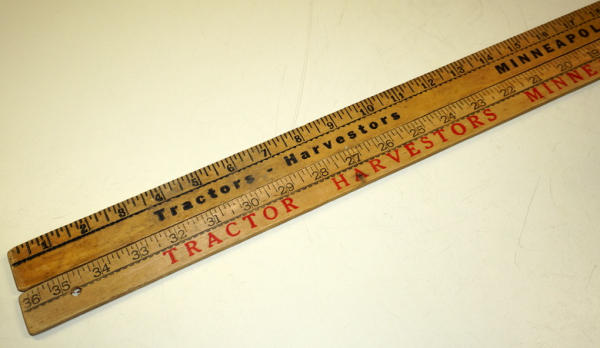 1 2 3 4 5 6 7 8 9 10 11 12 13 14 15 16 17 18
Tractors - Harvestors MINNEAPOL
36 35 34 33 32 31 30 29 28 27 26 25 24 23 22 21 20 19
TRACTOR HARVESTORS MINNE